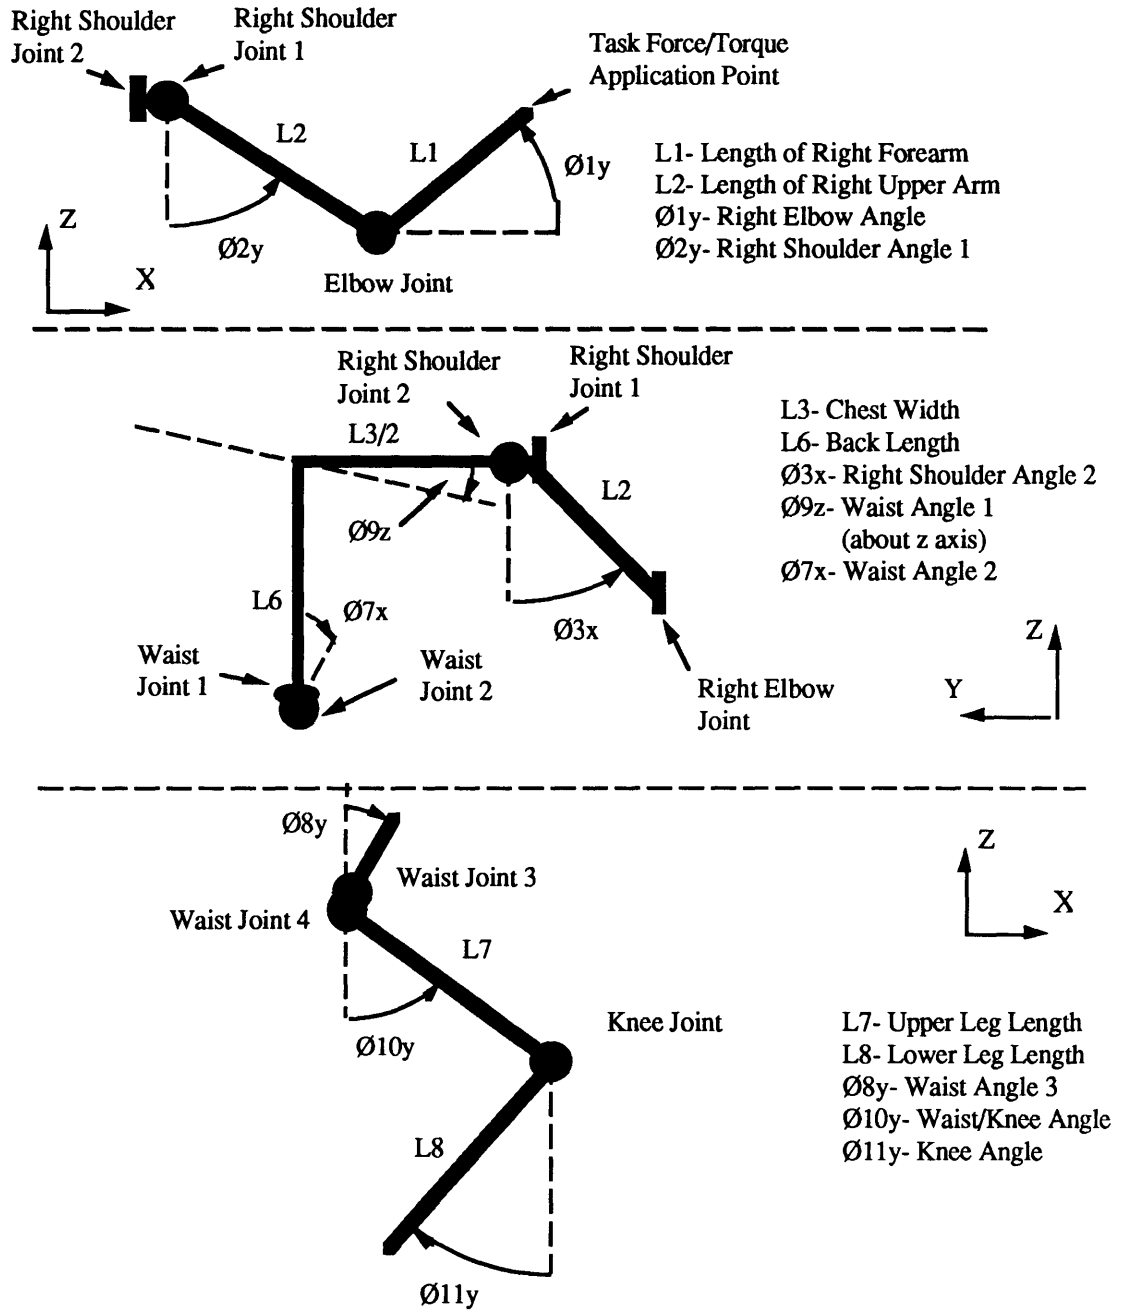 Right Shoulder
Joint 2
Right Shoulder
Joint 1
Task Force/Torque
Application Point
L2
L1
Ø1y
L1- Length of Right Forearm
L2- Length of Right Upper Arm
Ø1y- Right Elbow Angle
Ø2y- Right Shoulder Angle 1
Z
X
Ø2y
Elbow Joint
Right Shoulder
Joint 2
Right Shoulder
Joint 1
L3/2
L2
Ø9z
L3- Chest Width
L6- Back Length
Ø3x- Right Shoulder Angle 2
Ø9z- Waist Angle 1
(about z axis)
Ø7x- Waist Angle 2
L6
Ø7x
Ø3x
Waist
Joint 1
Waist
Joint 2
Right Elbow
Joint
Z
Y
Ø8y
Waist Joint 3
Waist Joint 4
L7
Z
X
Ø10y
Knee Joint
L7- Upper Leg Length
L8- Lower Leg Length
Ø8y- Waist Angle 3
Ø10y- Waist/Knee Angle
Ø11y- Knee Angle
L8
Ø11y